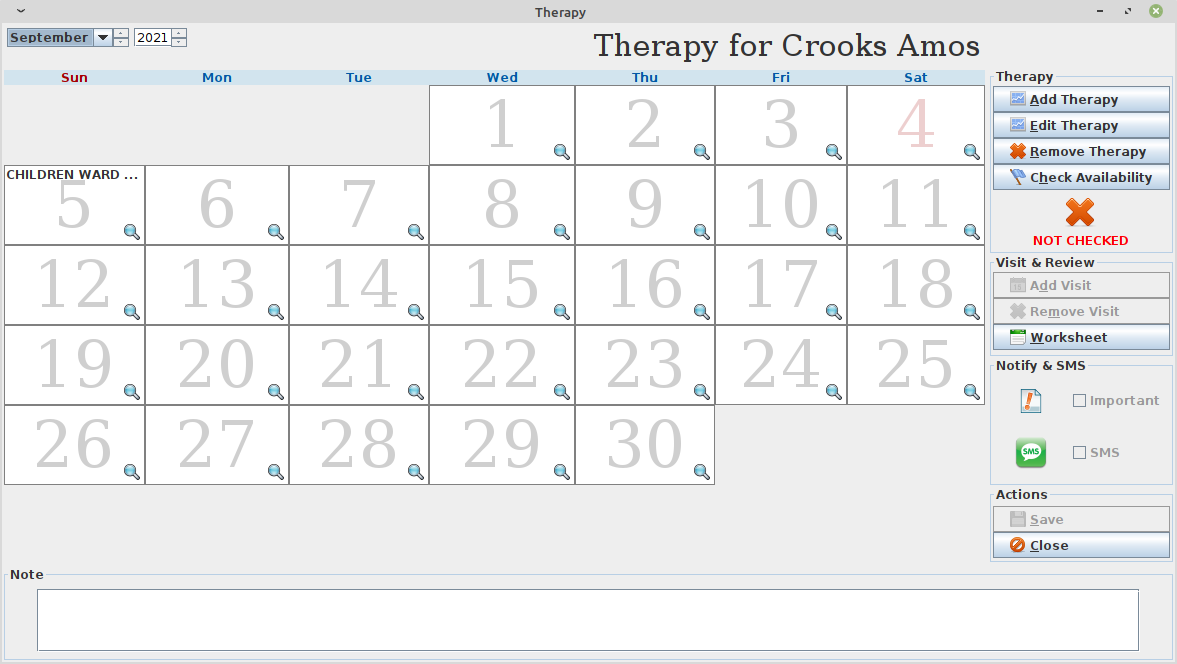 Therapy
September 2021
Therapy for Crooks Amos
Sun Mon Tue Wed Thu Fri Sat
1 2 3 4
CHILDREN WARD ...
5 6 7 8 9 10 11
12 13 14 15 16 17 18
19 20 21 22 23 24 25
26 27 28 29 30
Therapy
Add Therapy
Edit Therapy
Remove Therapy
Check Availability
NOT CHECKED
Visit & Review
Add Visit
Remove Visit
Worksheet
Notify & SMS
Important
SMS
SMS
Actions
Save
Close
Note